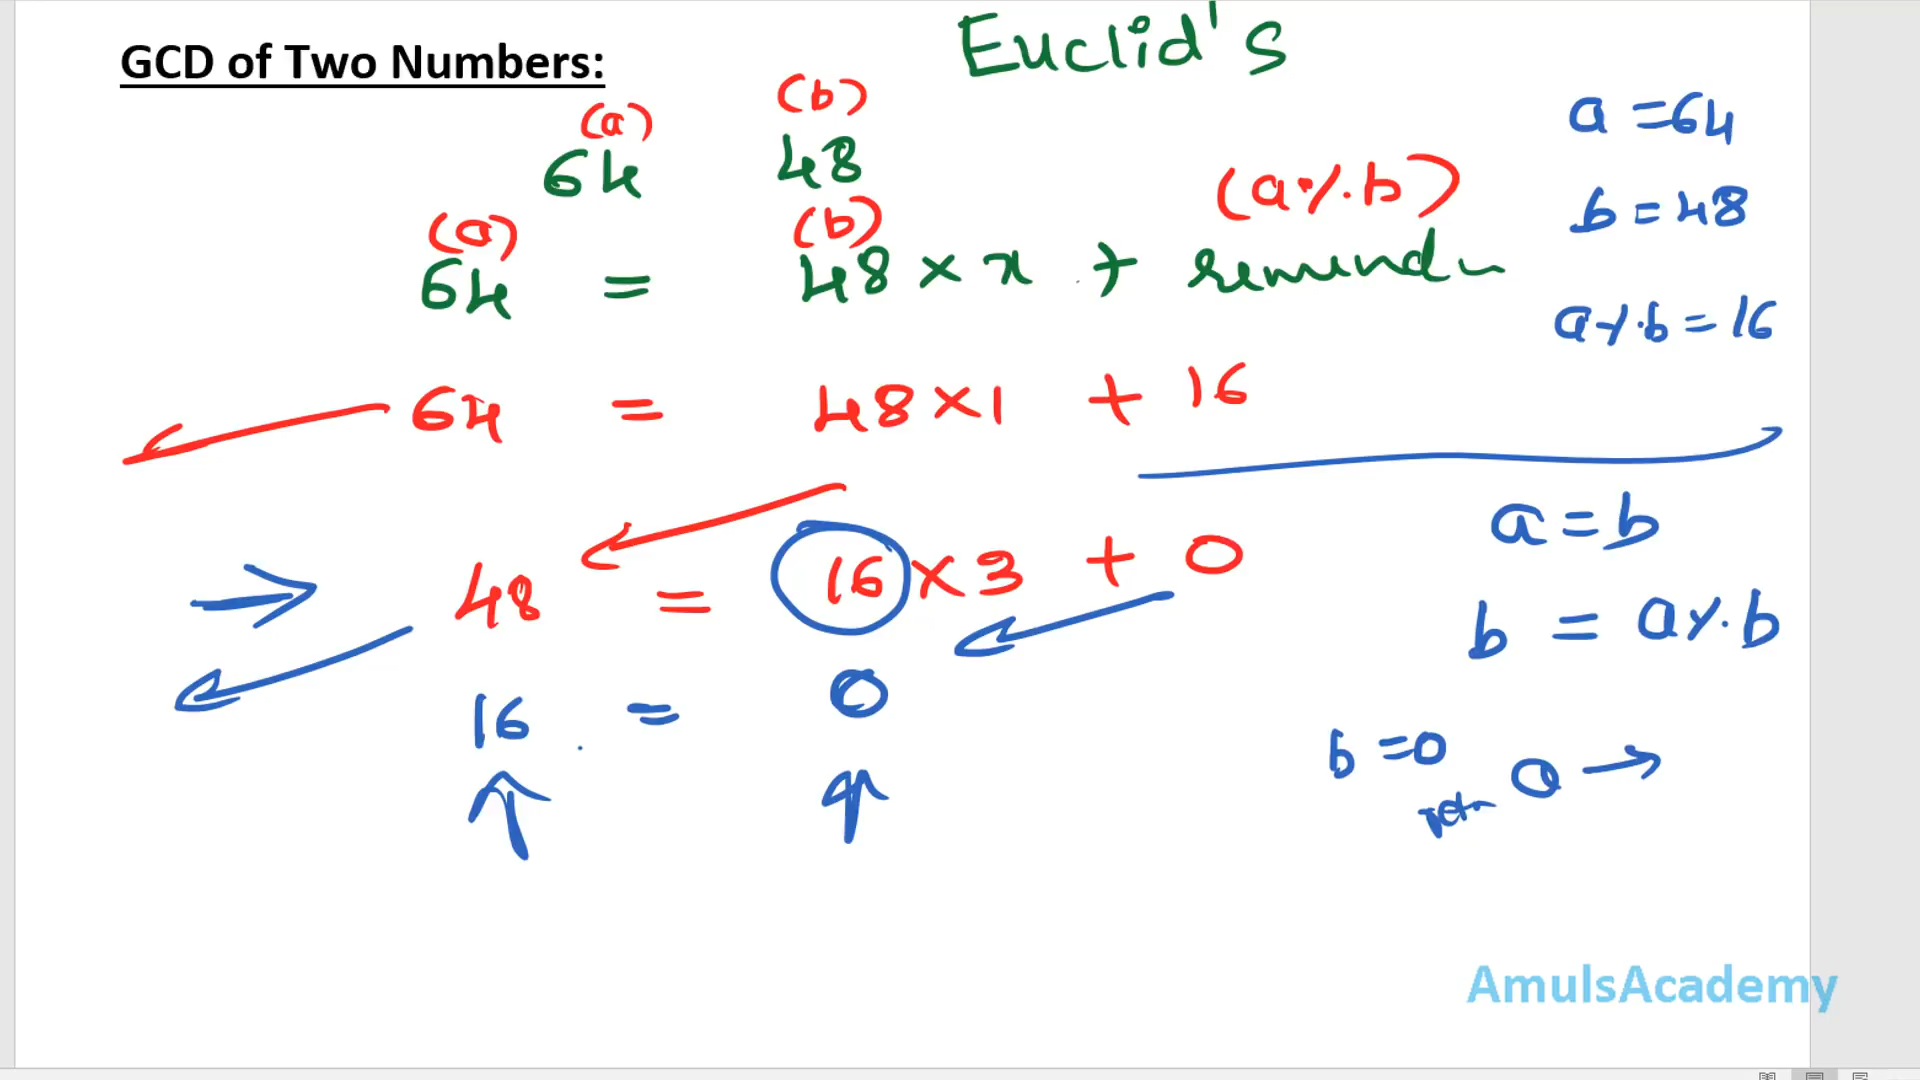 GCD of Two Numbers:
Euclid's
(a) (b)
64 48
a = 64
b = 48
(a) (b) (a%b)
64 = 48 × x + remind
a%b = 16
64 = 48 × 1 + 16
a = b
48 = 16 × 3 + 0
b = a%b
16 = 0
b = 0
a →
AmulsAcademy